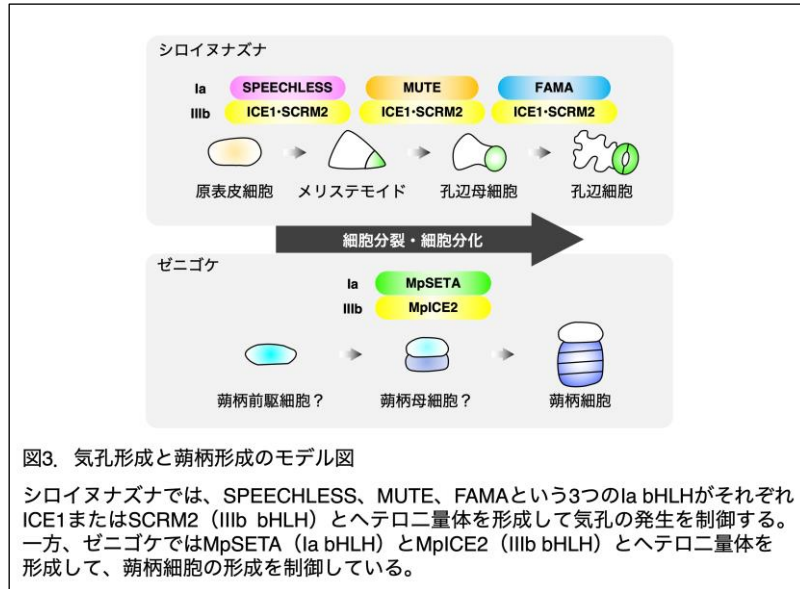 シロイヌナズナ
Ia SPEECHLESS MUTE FAMA
IIIb ICE1・SCRM2 ICE1・SCRM2 ICE1・SCRM2
原表皮細胞 メリステモイド 孔辺母細胞 孔辺細胞
細胞分裂・細胞分化
ゼニゴケ
Ia MpSETA
IIIb MpICE2
蒴柄前駆細胞？ 蒴柄母細胞？ 蒴柄細胞
図3. 気孔形成と蒴柄形成のモデル図
シロイヌナズナでは、SPEECHLESS、MUTE、FAMAという3つのIa bHLHがそれぞれ
ICE1またはSCRM2（IIIb bHLH）とヘテロ二量体を形成して気孔の発生を制御する。
一方、ゼニゴケではMpSETA（Ia bHLH）とMpICE2（IIIb bHLH）とヘテロ二量体を
形成して、蒴柄細胞の形成を制御している。